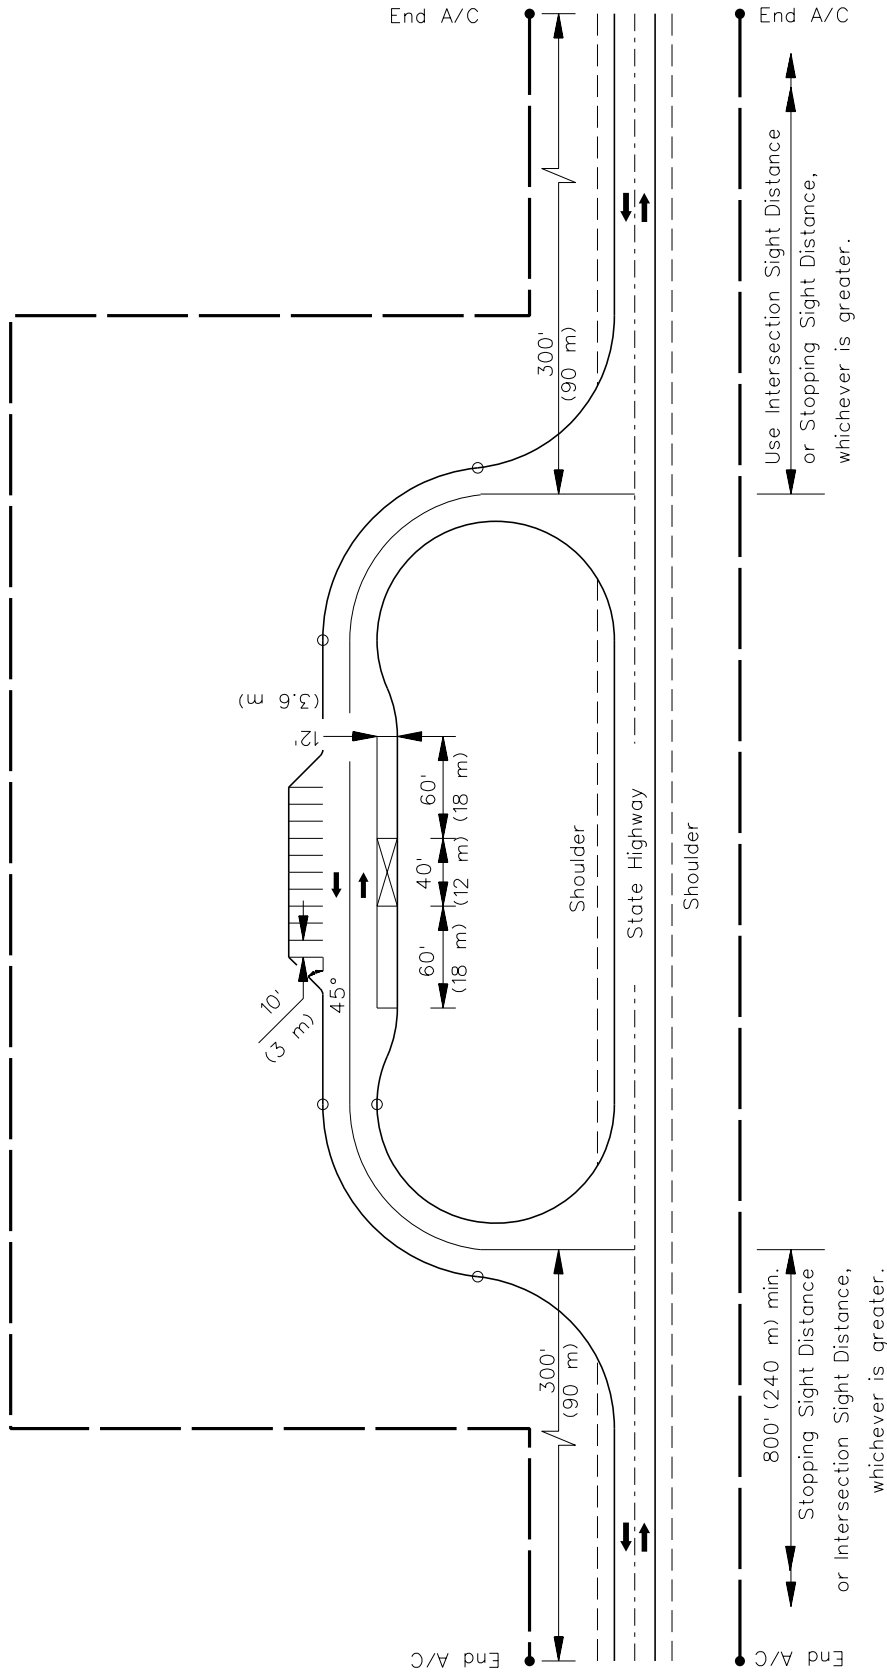 End A/C
End A/C
Use Intersection Sight Distance
or Stopping Sight Distance,
whichever is greater.
300'
(90 m)
(3.6 m)
12'
60'
(18 m)
40'
(12 m)
60'
(18 m)
Shoulder
State Highway
Shoulder
10'
(3 m)
45°
300'
(90 m)
800' (240 m) min.
Stopping Sight Distance
or Intersection Sight Distance,
whichever is greater.
End A/C
End A/C